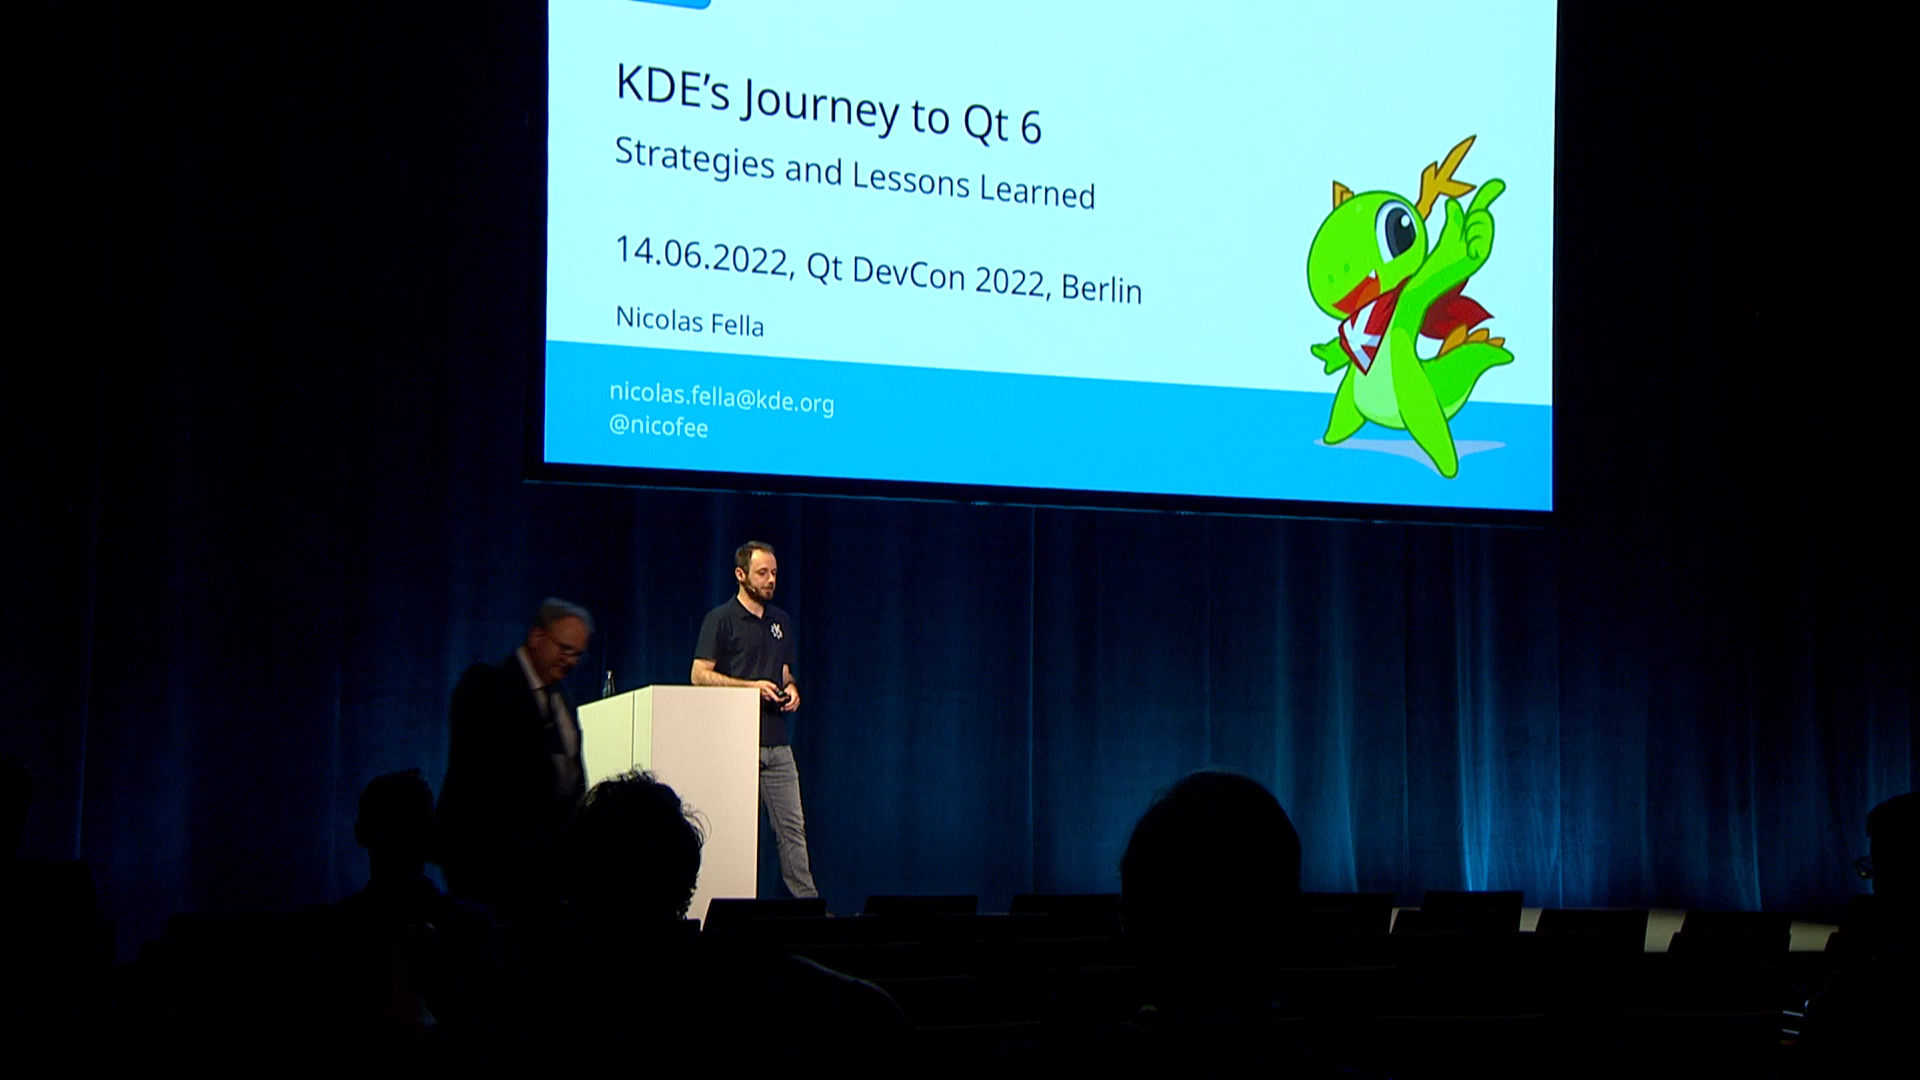 KDE’s Journey to Qt 6
Strategies and Lessons Learned
14.06.2022, Qt DevCon 2022, Berlin
Nicolas Fella
nicolas.fella@kde.org
@nicofee
K